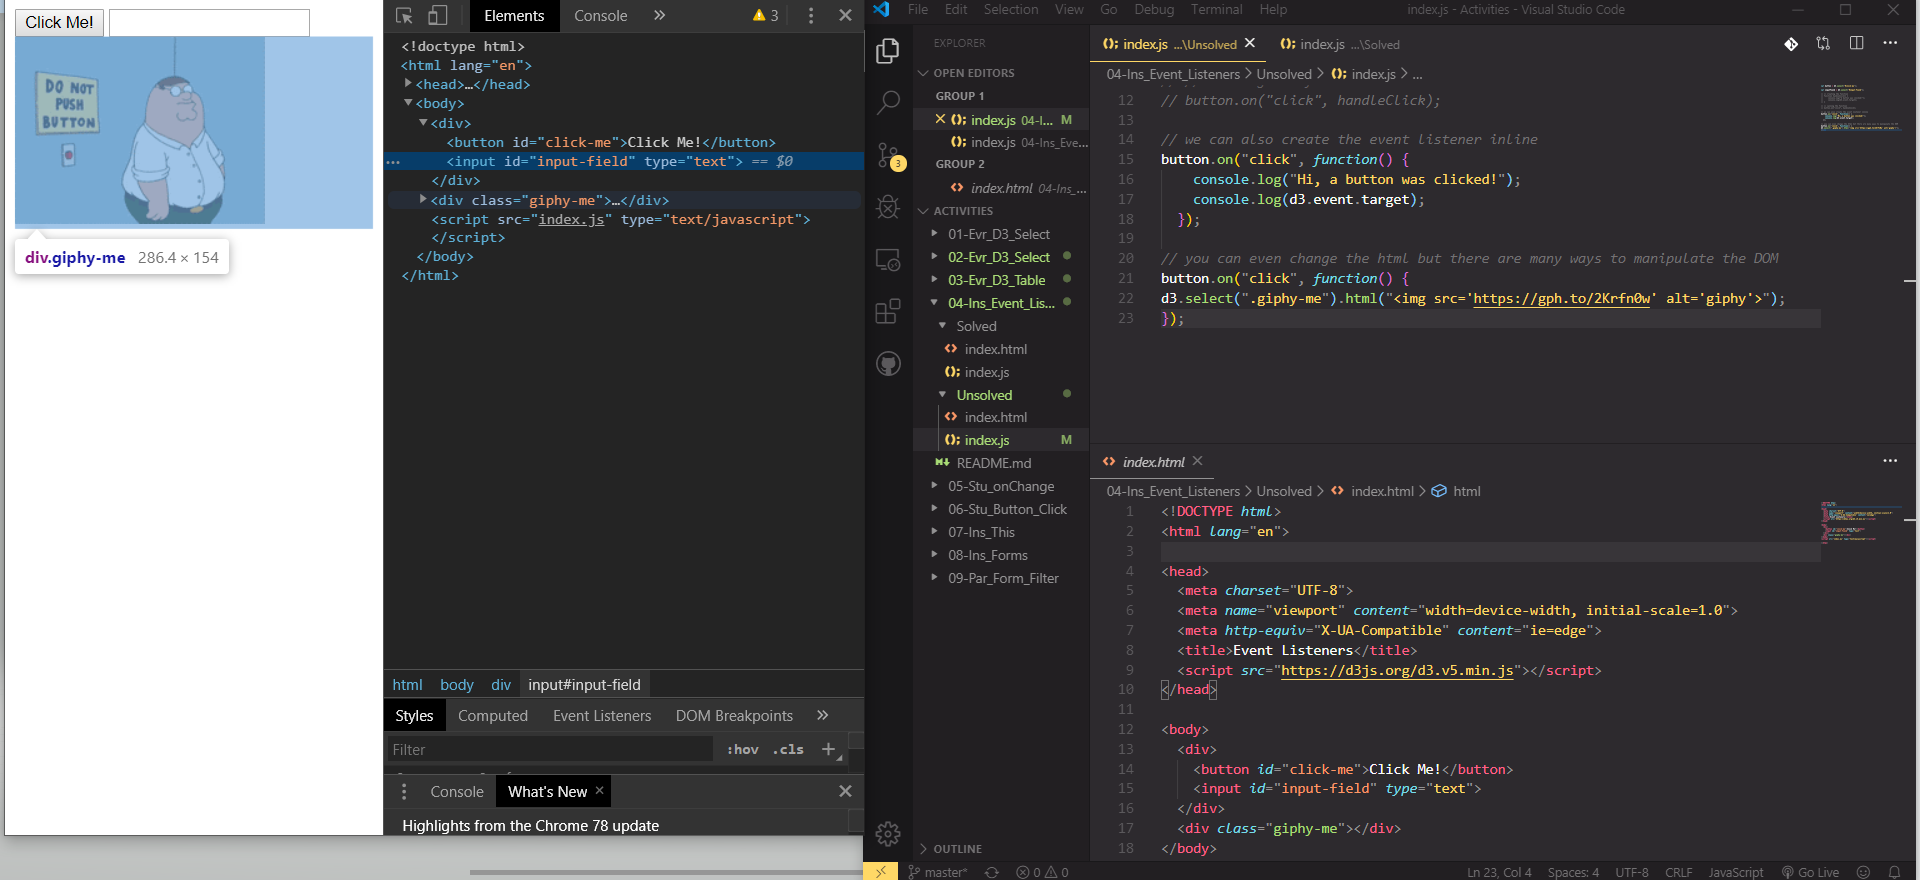 Click Me!
DO NOT
PUSH
BUTTON
div.giphy-me 286.4 × 154
Elements Console » 3
<!doctype html>
<html lang="en">
<head>…</head>
<body>
<div>
<button id="click-me">Click Me!</button>
<input id="input-field" type="text"> == $0
</div>
<div class="giphy-me">…</div>
<script src="index.js" type="text/javascript">
</script>
</body>
</html>
html body div input#input-field
Styles Computed Event Listeners DOM Breakpoints »
Filter :hov .cls +
Console What's New ×
Highlights from the Chrome 78 update
File Edit Selection View Go Debug Terminal Help index.js - Activities - Visual Studio Code
3
EXPLORER
OPEN EDITORS
GROUP 1
index.js 04-I... M
index.js 04-Ins_Eve...
GROUP 2
index.html 04-Ins_...
ACTIVITIES
01-Evr_D3_Select
02-Evr_D3_Select
03-Evr_D3_Table
04-Ins_Event_Lis...
Solved
index.html
index.js
Unsolved
index.html
index.js M
README.md
05-Stu_onChange
06-Stu_Button_Click
07-Ins_This
08-Ins_Forms
09-Par_Form_Filter
OUTLINE
index.js ...\Unsolved index.js ...\Solved
04-Ins_Event_Listeners > Unsolved > index.js > ...
12 // button.on("click", handleClick);
13
14 // we can also create the event listener inline
15 button.on("click", function() {
16 console.log("Hi, a button was clicked!");
17 console.log(d3.event.target);
18 });
19
20 // you can even change the html but there are many ways to manipulate the DOM
21 button.on("click", function() {
22 d3.select(".giphy-me").html("<img src='https://gph.to/2Krfn0w' alt='giphy'>");
23 });
index.html
04-Ins_Event_Listeners > Unsolved > index.html > html
1 <!DOCTYPE html>
2 <html lang="en">
3
4 <head>
5 <meta charset="UTF-8">
6 <meta name="viewport" content="width=device-width, initial-scale=1.0">
7 <meta http-equiv="X-UA-Compatible" content="ie=edge">
8 <title>Event Listeners</title>
9 <script src="https://d3js.org/d3.v5.min.js"></script>
10 </head>
11
12 <body>
13 <div>
14 <button id="click-me">Click Me!</button>
15 <input id="input-field" type="text">
16 </div>
17 <div class="giphy-me"></div>
18 </body>
master* 0 0 Ln 23, Col 4 Spaces: 4 UTF-8 CRLF JavaScript Go Live